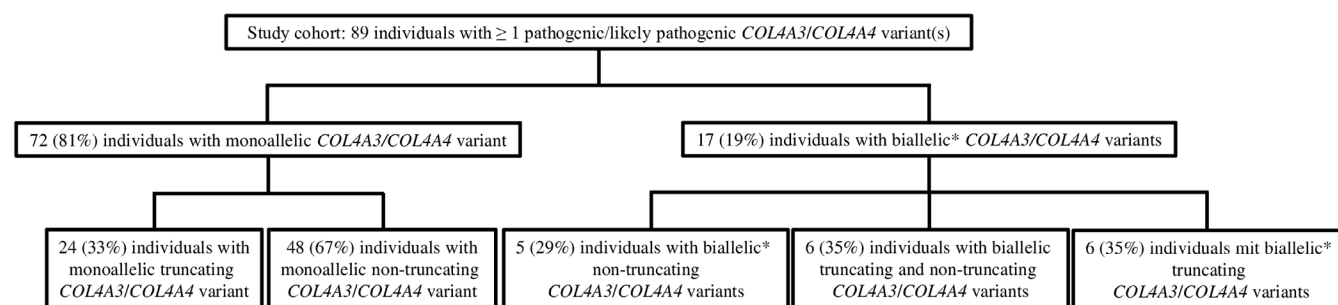 Study cohort: 89 individuals with ≥ 1 pathogenic/likely pathogenic COL4A3/COL4A4 variant(s)
72 (81%) individuals with monoallelic COL4A3/COL4A4 variant
17 (19%) individuals with biallelic* COL4A3/COL4A4 variants
24 (33%) individuals with
monoallelic truncating
COL4A3/COL4A4 variant
48 (67%) individuals with
monoallelic non-truncating
COL4A3/COL4A4 variant
5 (29%) individuals with biallelic*
non-truncating
COL4A3/COL4A4 variants
6 (35%) individuals with biallelic
truncating and non-truncating
COL4A3/COL4A4 variants
6 (35%) individuals mit biallelic*
truncating
COL4A3/COL4A4 variants